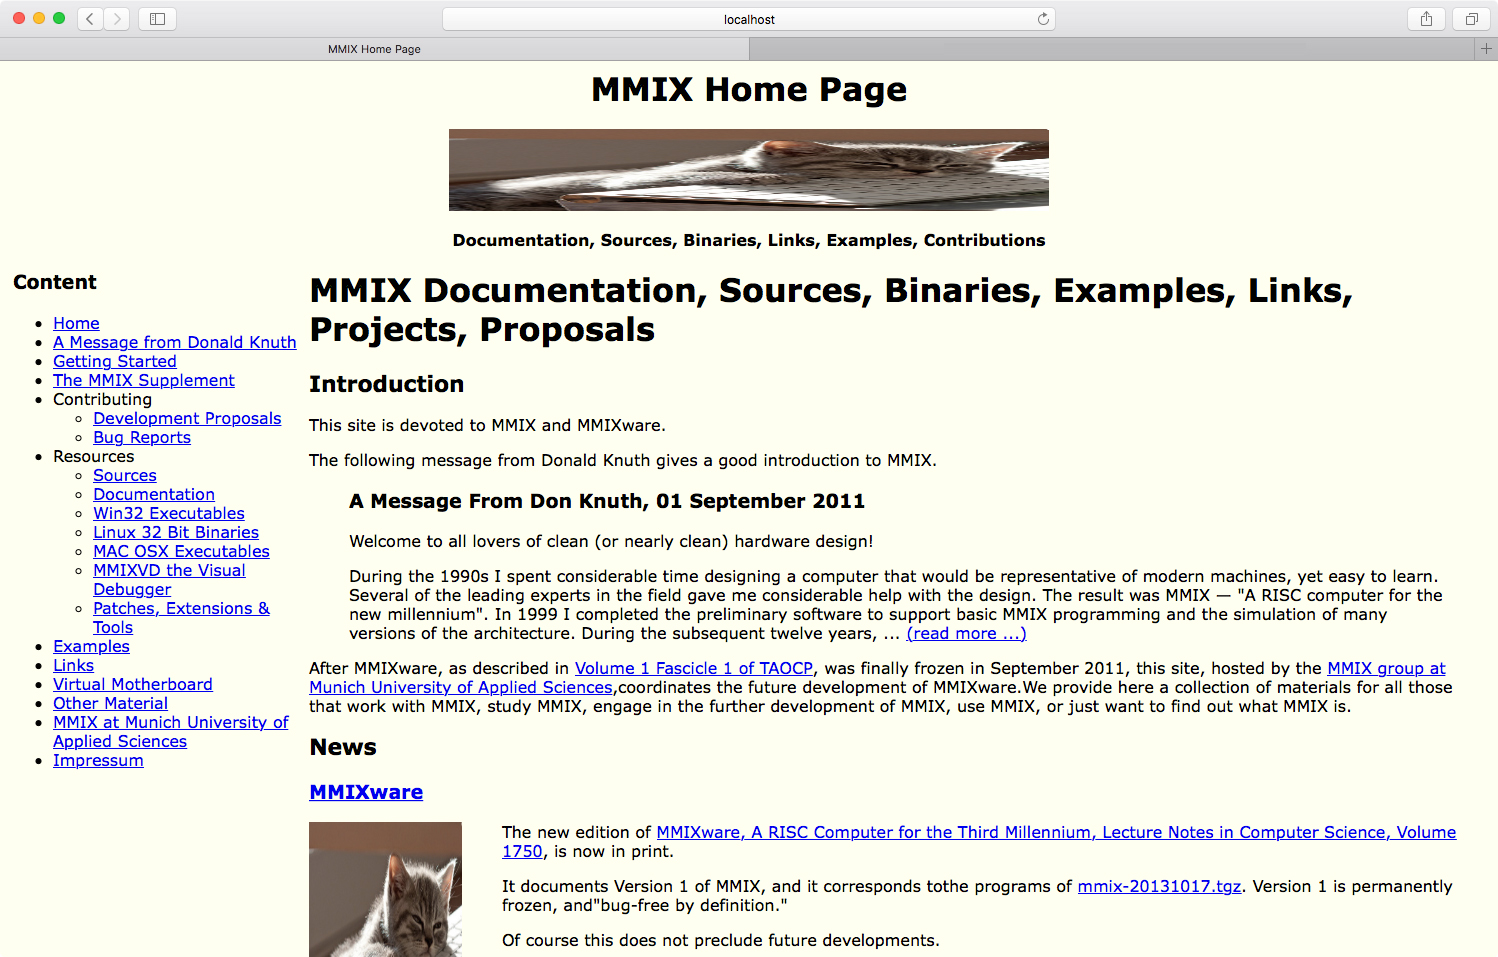 localhost
MMIX Home Page
MMIX Home Page
Documentation, Sources, Binaries, Links, Examples, Contributions
Content
Home
A Message from Donald Knuth
Getting Started
The MMIX Supplement
Contributing
Development Proposals
Bug Reports
Resources
Sources
Documentation
Win32 Executables
Linux 32 Bit Binaries
MAC OSX Executables
MMIXVD the Visual
Debugger
Patches, Extensions &
Tools
Examples
Links
Virtual Motherboard
Other Material
MMIX at Munich University of
Applied Sciences
Impressum
MMIX Documentation, Sources, Binaries, Examples, Links,
Projects, Proposals
Introduction
This site is devoted to MMIX and MMIXware.
The following message from Donald Knuth gives a good introduction to MMIX.
A Message From Don Knuth, 01 September 2011
Welcome to all lovers of clean (or nearly clean) hardware design!
During the 1990s I spent considerable time designing a computer that would be representative of modern machines, yet easy to learn.
Several of the leading experts in the field gave me considerable help with the design. The result was MMIX — "A RISC computer for the
new millennium". In 1999 I completed the preliminary software to support basic MMIX programming and the simulation of many
versions of the architecture. During the subsequent twelve years, ... (read more ...)
After MMIXware, as described in Volume 1 Fascicle 1 of TAOCP, was finally frozen in September 2011, this site, hosted by the MMIX group at
Munich University of Applied Sciences,coordinates the future development of MMIXware.We provide here a collection of materials for all those
that work with MMIX, study MMIX, engage in the further development of MMIX, use MMIX, or just want to find out what MMIX is.
News
MMIXware
The new edition of MMIXware, A RISC Computer for the Third Millennium, Lecture Notes in Computer Science, Volume
1750, is now in print.
It documents Version 1 of MMIX, and it corresponds tothe programs of mmix-20131017.tgz. Version 1 is permanently
frozen, and"bug-free by definition."
Of course this does not preclude future developments.